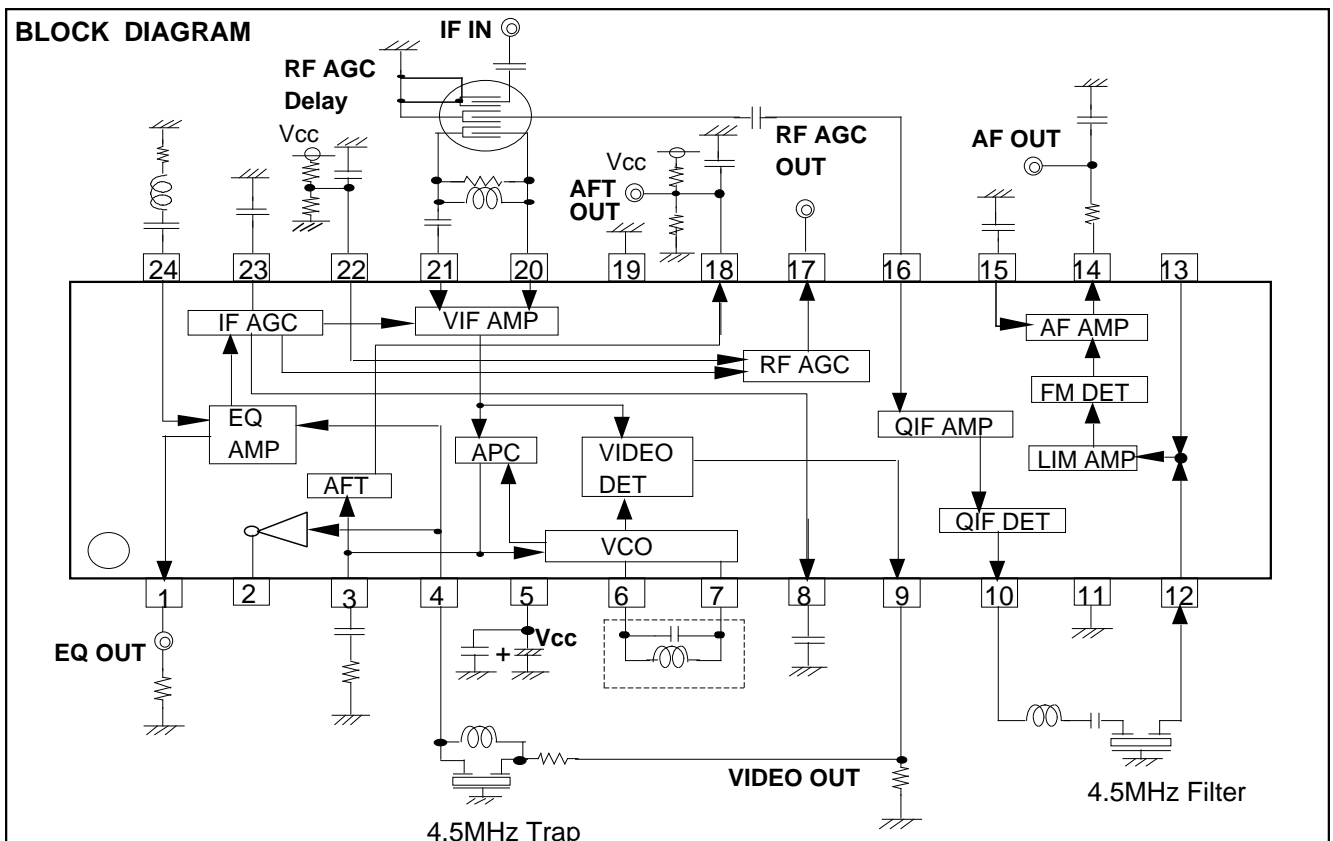 BLOCK DIAGRAM
IF IN
RF AGC
Delay
Vcc
Vcc
AFT
OUT
RF AGC
OUT
AF OUT
24
23
22
21
20
19
18
17
16
15
14
13
IF AGC
VIF AMP
RF AGC
AF AMP
FM DET
LIM AMP
QIF AMP
QIF DET
EQ
AMP
APC
VIDEO
DET
AFT
VCO
1
2
3
4
5
6
7
8
9
10
11
12
EQ OUT
Vcc
+
VIDEO OUT
4.5MHz Trap
4.5MHz Filter